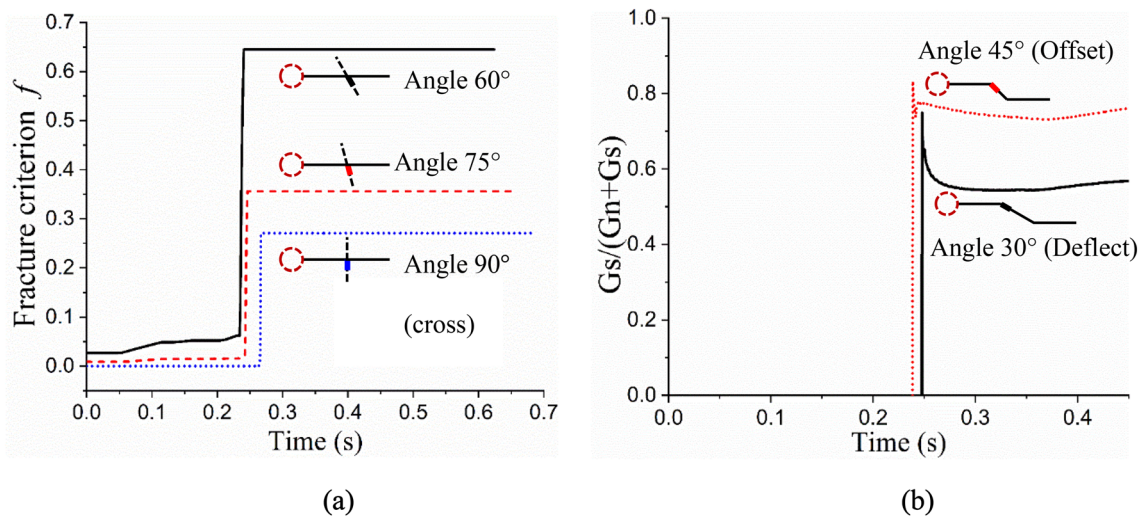 0.7
0.6
0.5
0.4
0.3
0.2
0.1
0.0
Fracture criterion f
Angle 60°
Angle 75°
Angle 90°
(cross)
0.0 0.1 0.2 0.3 0.4 0.5 0.6 0.7
Time (s)
(a)
1.0
0.8
0.6
0.4
0.2
0.0
Gs/(Gn+Gs)
Angle 45° (Offset)
Angle 30° (Deflect)
0.0 0.1 0.2 0.3 0.4
Time (s)
(b)